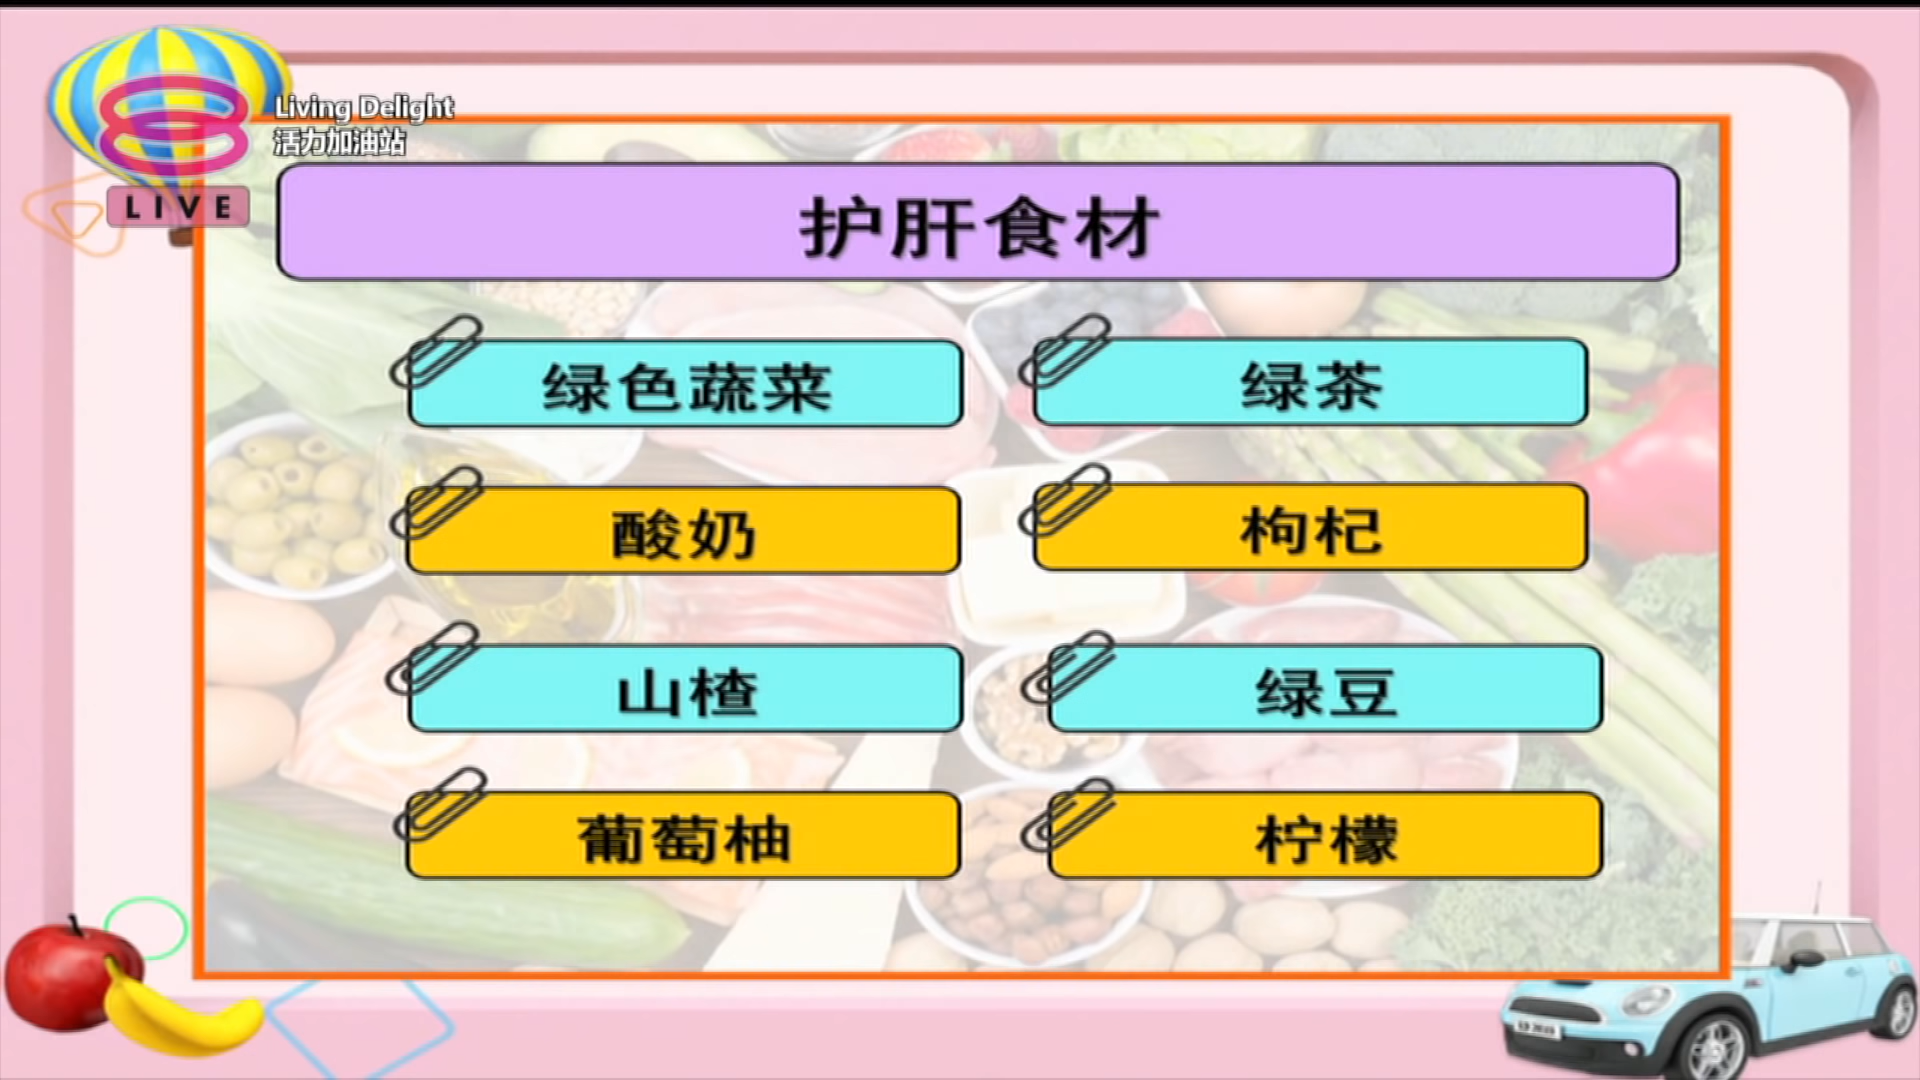 Living Delight
活力加油站
LIVE
护肝食材
绿色蔬菜
绿茶
酸奶
枸杞
山楂
绿豆
葡萄柚
柠檬